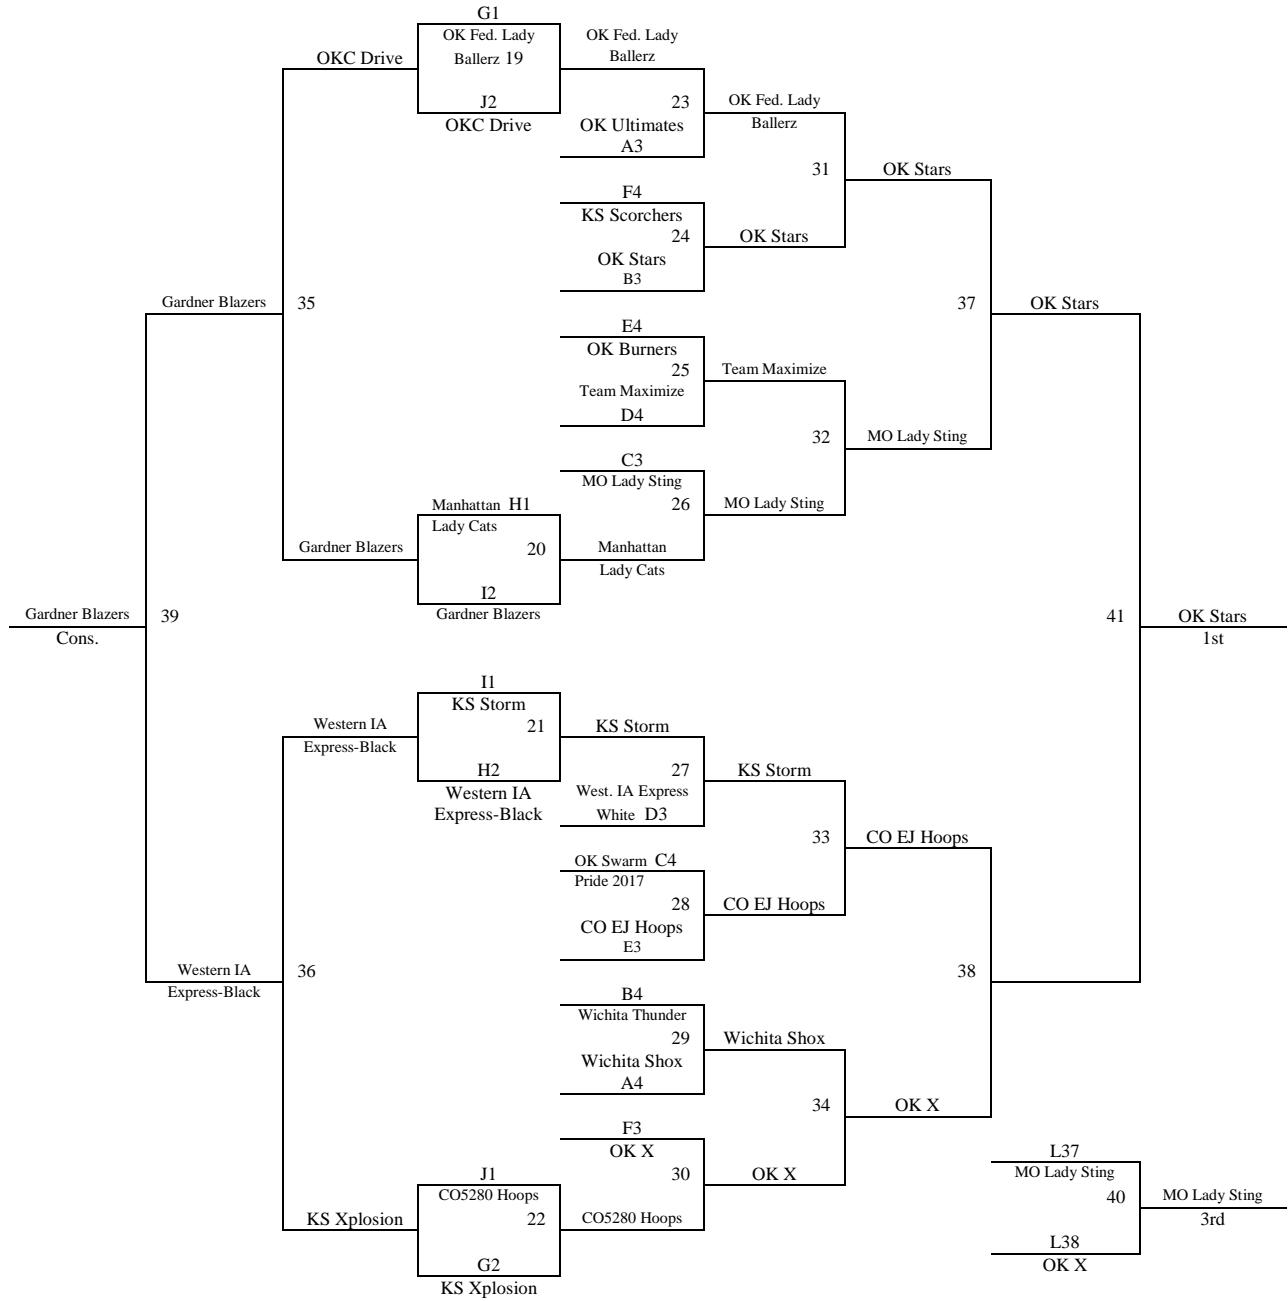 G1
OK Fed. Lady
Ballerz 19
J2
OKC Drive
OKC Drive
OK Fed. Lady
Ballerz
23
OK Ultimates
A3
OK Fed. Lady
Ballerz
31
OK Stars
F4
KS Scorchers
24
OK Stars
B3
OK Stars
Gardner Blazers
35
37
OK Stars
E4
OK Burners
25
Team Maximize
D4
Team Maximize
32
MO Lady Sting
C3
MO Lady Sting
26
MO Lady Sting
Manhattan H1
Lady Cats
20
I2
Gardner Blazers
Gardner Blazers
Manhattan
Lady Cats
Gardner Blazers
Cons.
39
41
OK Stars
1st
I1
KS Storm
21
H2
Western IA
Express-Black
Western IA
Express-Black
KS Storm
27
West. IA Express
White D3
KS Storm
33
CO EJ Hoops
OK Swarm C4
Pride 2017
28
CO EJ Hoops
E3
CO EJ Hoops
Western IA
Express-Black
36
38
B4
Wichita Thunder
29
Wichita Shox
A4
Wichita Shox
34
OK X
F3
OK X
30
OK X
J1
CO5280 Hoops
22
G2
KS Xplosion
KS Xplosion
CO5280 Hoops
L37
MO Lady Sting
40
L38
OK X
MO Lady Sting
3rd